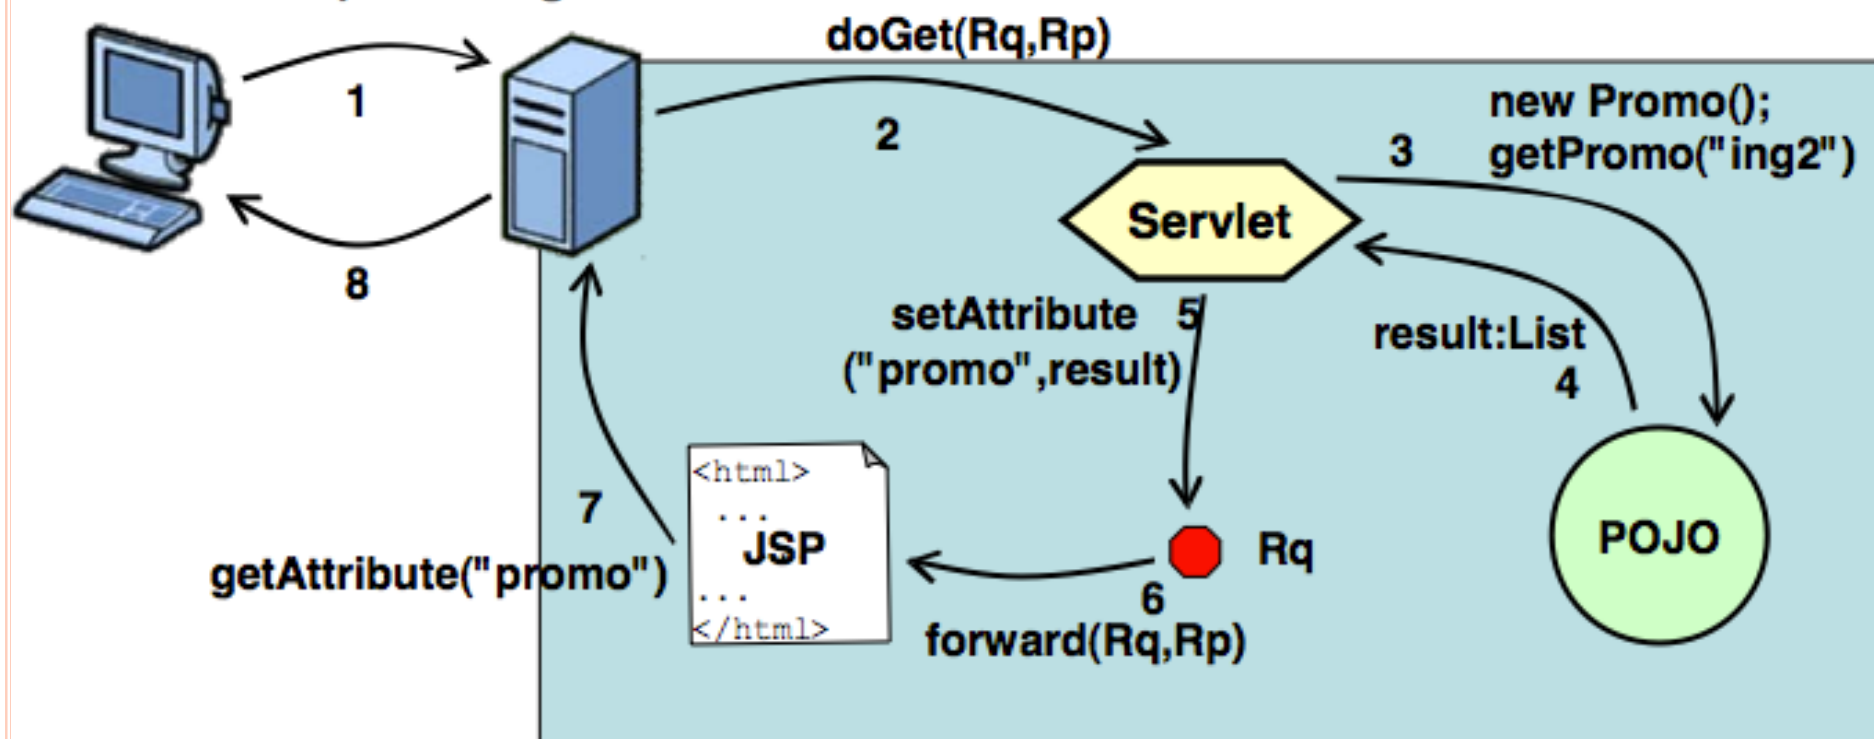 doGet(Rq,Rp)
1
2
3
new Promo();
getPromo("ing2")
Servlet
8
setAttribute 5
("promo",result)
result:List
4
<html>
...
JSP
...
</html>
7
getAttribute("promo")
Rq
6
forward(Rq,Rp)
POJO